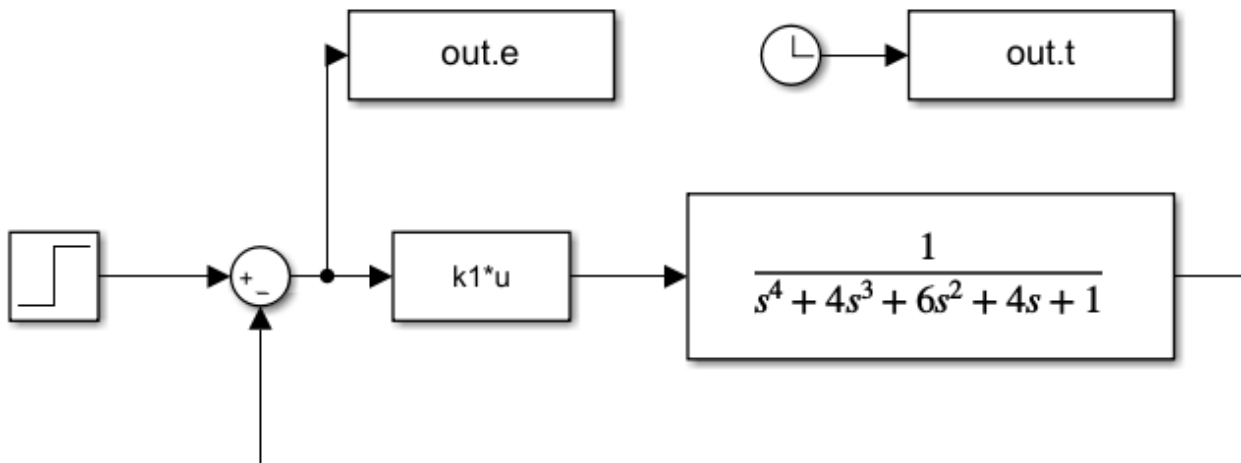 out.e
out.t
+
−
k1*u
1
s⁴ + 4s³ + 6s² + 4s + 1